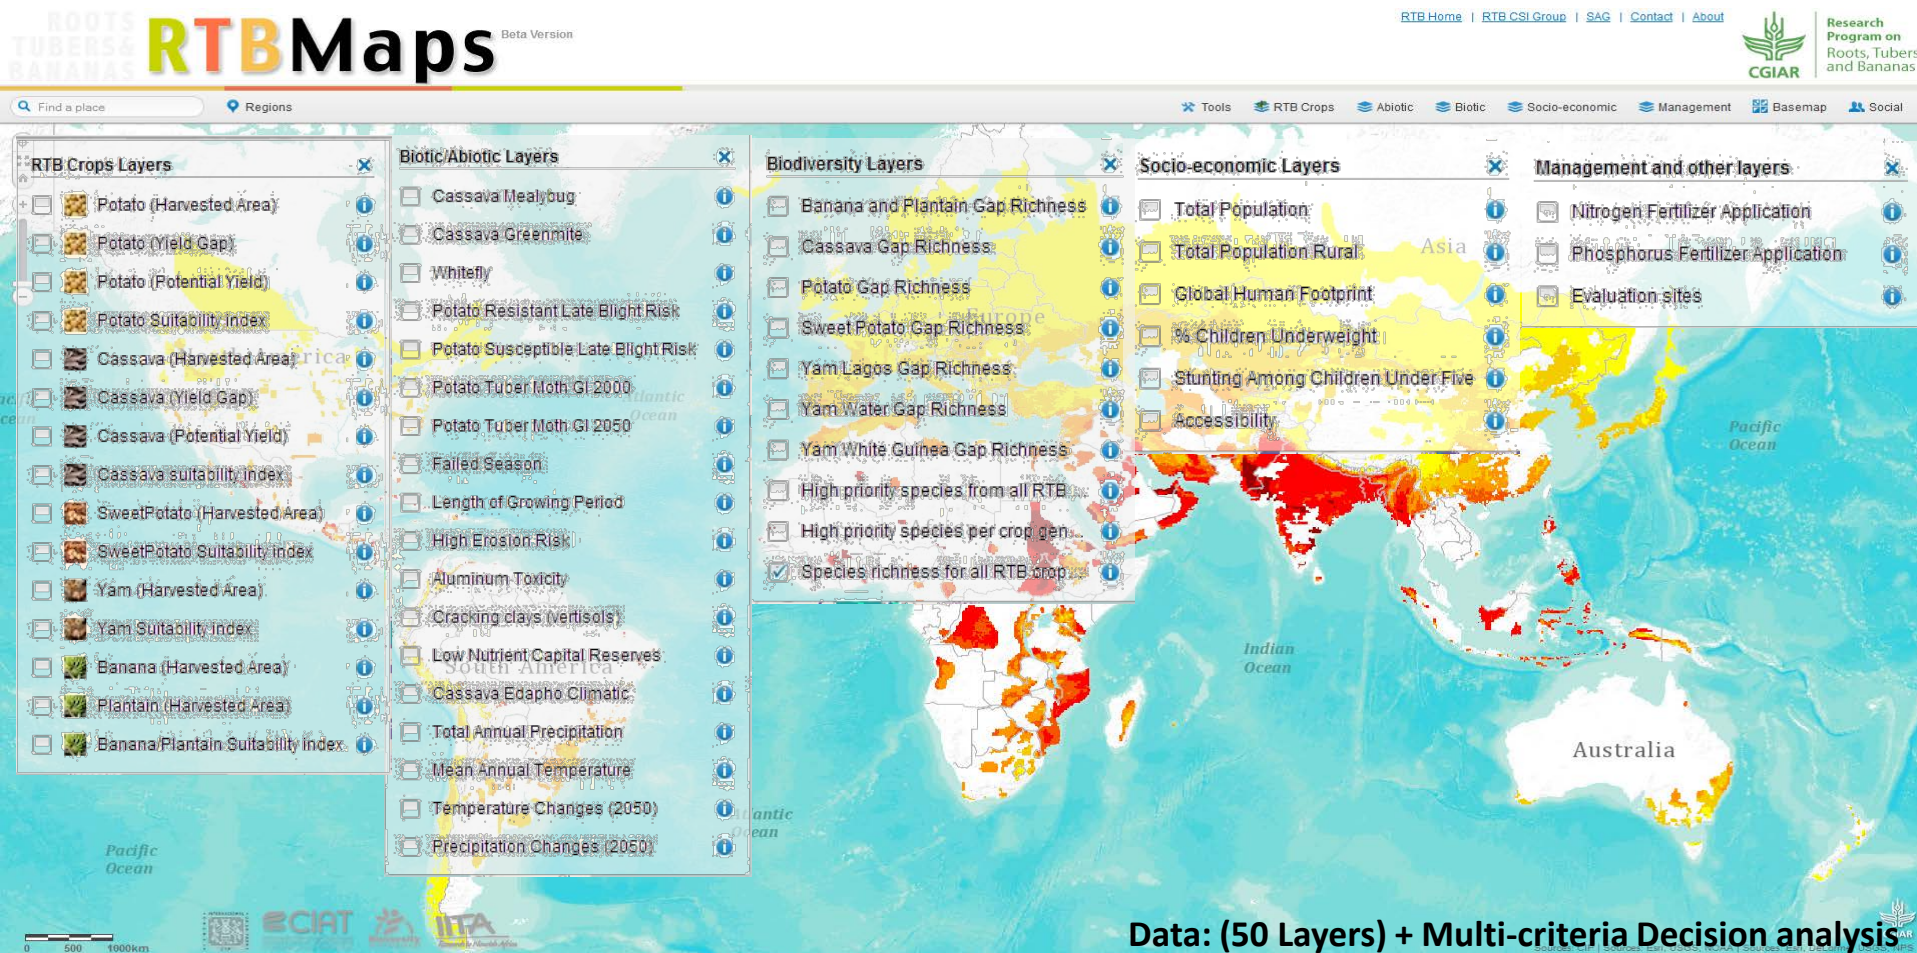 ROOTS
TUBERS&
BANANAS
RTBMaps
Beta Version
RTB Home | RTB CSI Group | SAG | Contact | About
CGIAR
Research
Program on
Roots, Tubers
and Bananas
Find a place
Regions
Tools
RTB Crops
Abiotic
Biotic
Socio-economic
Management
Basemap
Social
RTB Crops Layers
Potato (Harvested Area)
Potato (Yield Gap)
Potato (Potential Yield)
Potato Suitability Index
Cassava (Harvested Area)
Cassava (Yield Gap)
Cassava (Potential Yield)
Cassava suitability index
SweetPotato (Harvested Area)
SweetPotato Suitability index
Yam (Harvested Area)
Yam Suitability index
Banana (Harvested Area)
Plantain (Harvested Area)
Banana/Plantain Suitability index
Biotic/Abiotic Layers
Cassava Mealybug
Cassava Greenmite
Whitefly
Potato Resistant Late Blight Risk
Potato Susceptible Late Blight Risk
Potato Tuber Moth GI 2000
Potato Tuber Moth GI 2050
Failed Season
Length of Growing Period
High Erosion Risk
Aluminum Toxicity
Cracking clays (vertisols)
Low Nutrient Capital Reserves
Cassava Edapho Climatic
Total Annual Precipitation
Mean Annual Temperature
Temperature Changes (2050)
Precipitation Changes (2050)
Biodiversity Layers
Banana and Plantain Gap Richness
Cassava Gap Richness
Potato Gap Richness
Sweet Potato Gap Richness
Yam Lagos Gap Richness
Yam Water Gap Richness
Yam White Guinea Gap Richness
High priority species from all RTB ...
High priority species per crop gen...
Species richness for all RTB crop...
Socio-economic Layers
Total Population
Total Population Rural
Global Human Footprint
% Children Underweight
Stunting Among Children Under Five
Accessibility
Management and other layers
Nitrogen Fertilizer Application
Phosphorus Fertilizer Application
Evaluation sites
Asia
Europe
erica
Atlantic
Ocean
South America
Pacific
Ocean
Indian
Ocean
Australia
Atlantic
Ocean
Pacific
Ocean
0 500 1000km
CIAT
IITA
Data: (50 Layers) + Multi-criteria Decision analysis